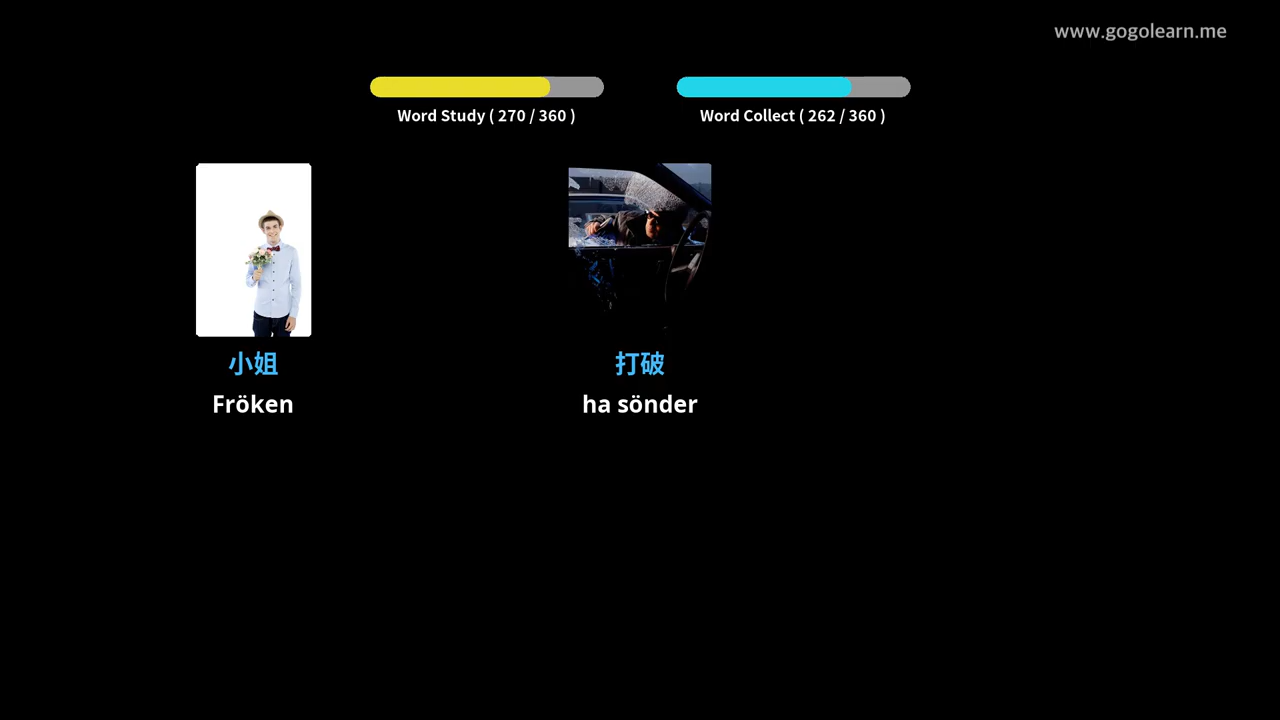 www.gogolearn.me
Word Study ( 270 / 360 )
Word Collect ( 262 / 360 )
小姐
Fröken
打破
ha sönder